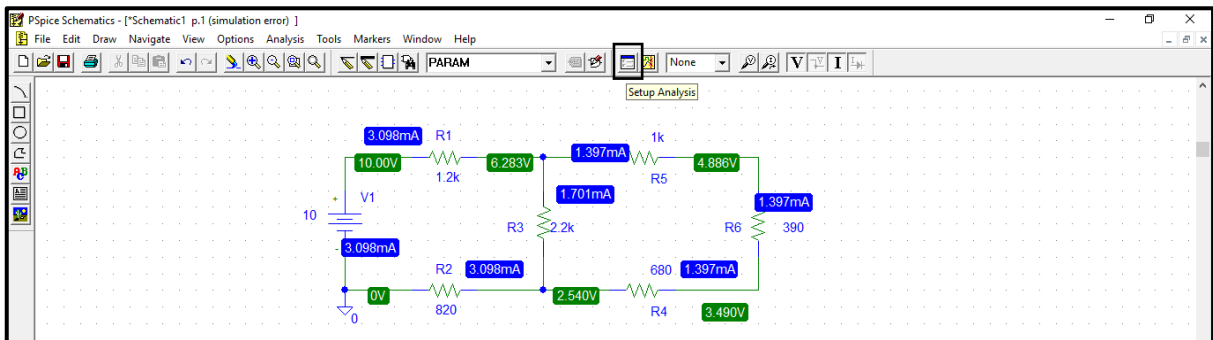 PSpice Schematics - [*Schematic1 p.1 (simulation error) ]
File Edit Draw Navigate View Options Analysis Tools Markers Window Help
PARAM None V I
Setup Analysis
3.098mA R1 1k
10.00V 6.283V 1.397mA 4.886V
1.2k R5
+ V1 1.701mA 1.397mA
10 R3 2.2k R6 390
- 3.098mA
R2 3.098mA 680 1.397mA
0V 2.540V
820 R4 3.490V
0